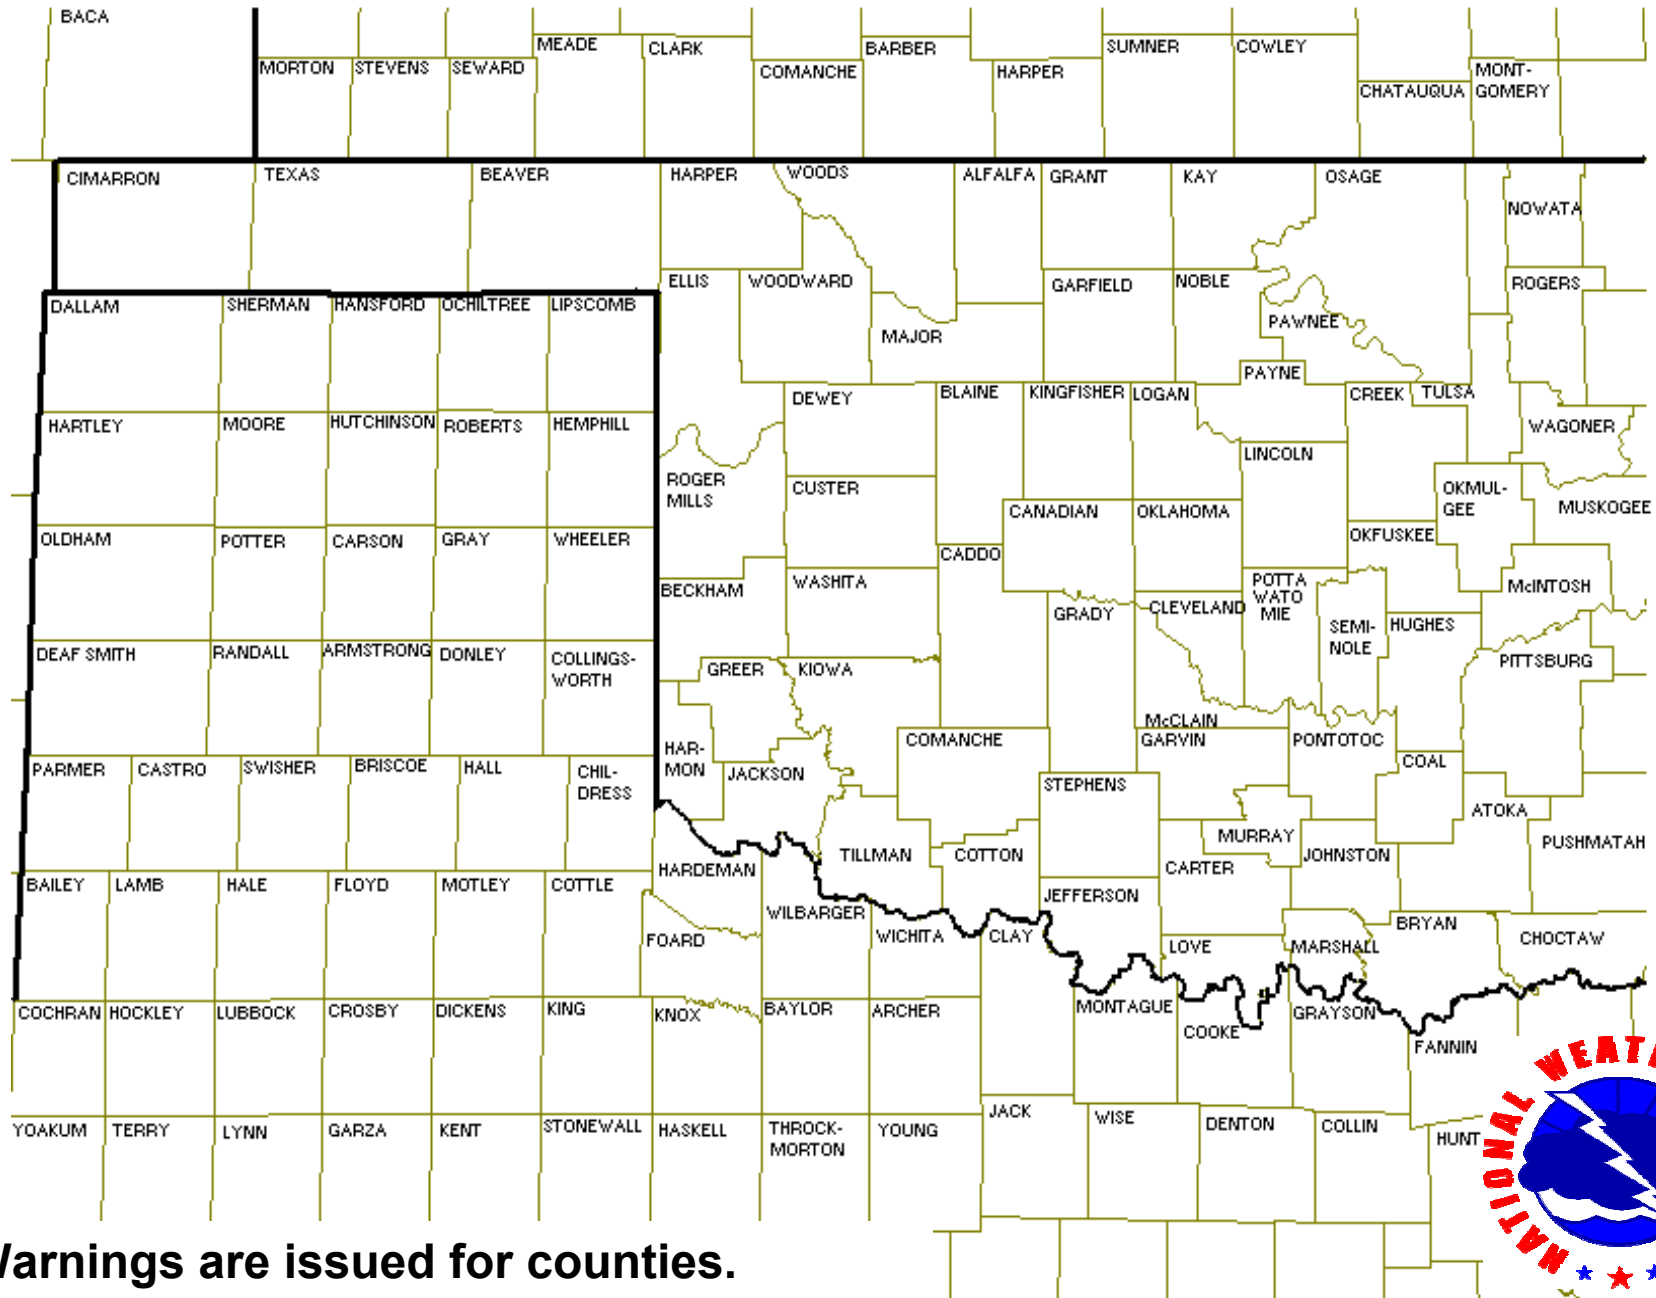 BACA
MEADE
CLARK
BARBER
SUMNER
COWLEY
MORTON
STEVENS
SEWARD
COMANCHE
HARPER
CHATAUQUA
MONT-
GOMERY
CIMARRON
TEXAS
BEAVER
HARPER
WOODS
ALFALFA
GRANT
KAY
OSAGE
NOWATA
ELLIS
WOODWARD
GARFIELD
NOBLE
ROGERS
DALLAM
SHERMAN
HANSFORD
OCHILTREE
LIPSCOMB
MAJOR
PAWNEE
PAYNE
DEWEY
BLAINE
KINGFISHER
LOGAN
CREEK
TULSA
HARTLEY
MOORE
HUTCHINSON
ROBERTS
HEMPHILL
WAGONER
LINCOLN
ROGER
MILLS
CUSTER
OKMUL-
GEE
MUSKOGEE
CANADIAN
OKLAHOMA
OLDHAM
POTTER
CARSON
GRAY
WHEELER
OKFUSKEE
CADDO
BECKHAM
WASHITA
POTTA
WATO
MIE
McINTOSH
GRADY
CLEVELAND
SEMI-
NOLE
HUGHES
DEAF SMITH
RANDALL
ARMSTRONG
DONLEY
COLLINGS-
WORTH
GREER
KIOWA
PITTSBURG
McCLAIN
HAR-
MON
COMANCHE
GARVIN
PONTOTOC
COAL
PARMER
CASTRO
SWISHER
BRISCOE
HALL
CHIL-
DRESS
JACKSON
STEPHENS
ATOKA
MURRAY
PUSHMATAH
TILLMAN
COTTON
JOHNSTON
HARDEMAN
CARTER
BAILEY
LAMB
HALE
FLOYD
MOTLEY
COTTLE
JEFFERSON
WILBARGER
BRYAN
FOARD
WICHITA
CLAY
LOVE
MARSHALL
CHOCTAW
COCHRAN
HOCKLEY
LUBBOCK
CROSBY
DICKENS
KING
KNOX
BAYLOR
ARCHER
MONTAGUE
COOKE
GRAYSON
FANNIN
YOAKUM
TERRY
LYNN
GARZA
KENT
STONEWALL
HASKELL
THROCK-
MORTON
YOUNG
JACK
WISE
DENTON
COLLIN
HUNT
NATIONAL WEAT
Warnings are issued for counties.